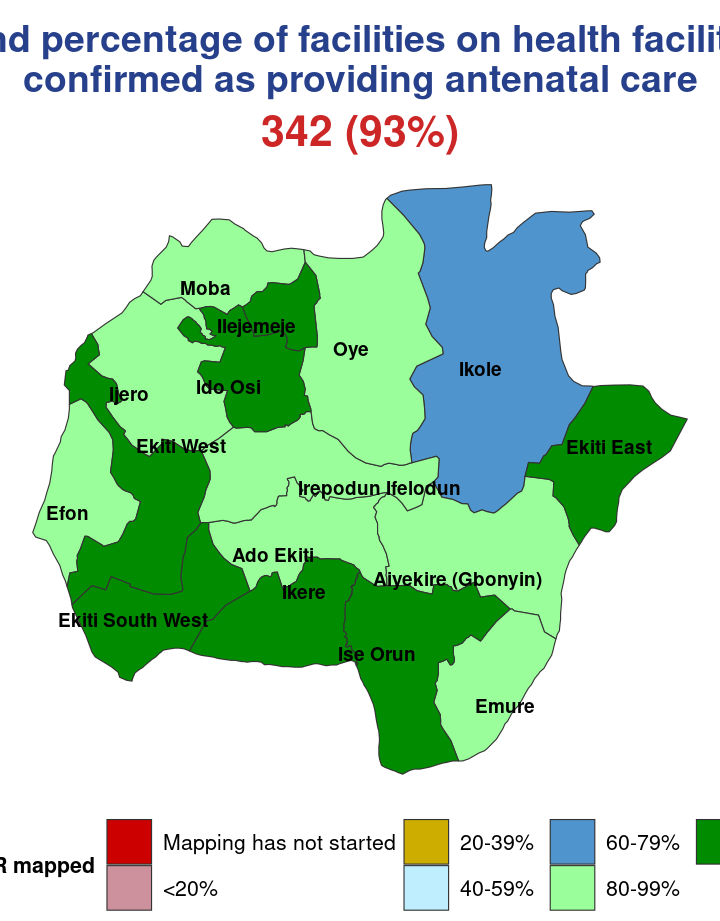 nd percentage of facilities on health facilit
confirmed as providing antenatal care
342 (93%)
Moba
Ilejemeje
Oye
Ikole
Ido Osi
Ijero
Ekiti West
Ekiti East
Irepodun Ifelodun
Efon
Ado Ekiti
Aiyekire (Gbonyin)
Ikere
Ekiti South West
Ise Orun
Emure
R mapped
Mapping has not started
<20%
20-39%
40-59%
60-79%
80-99%